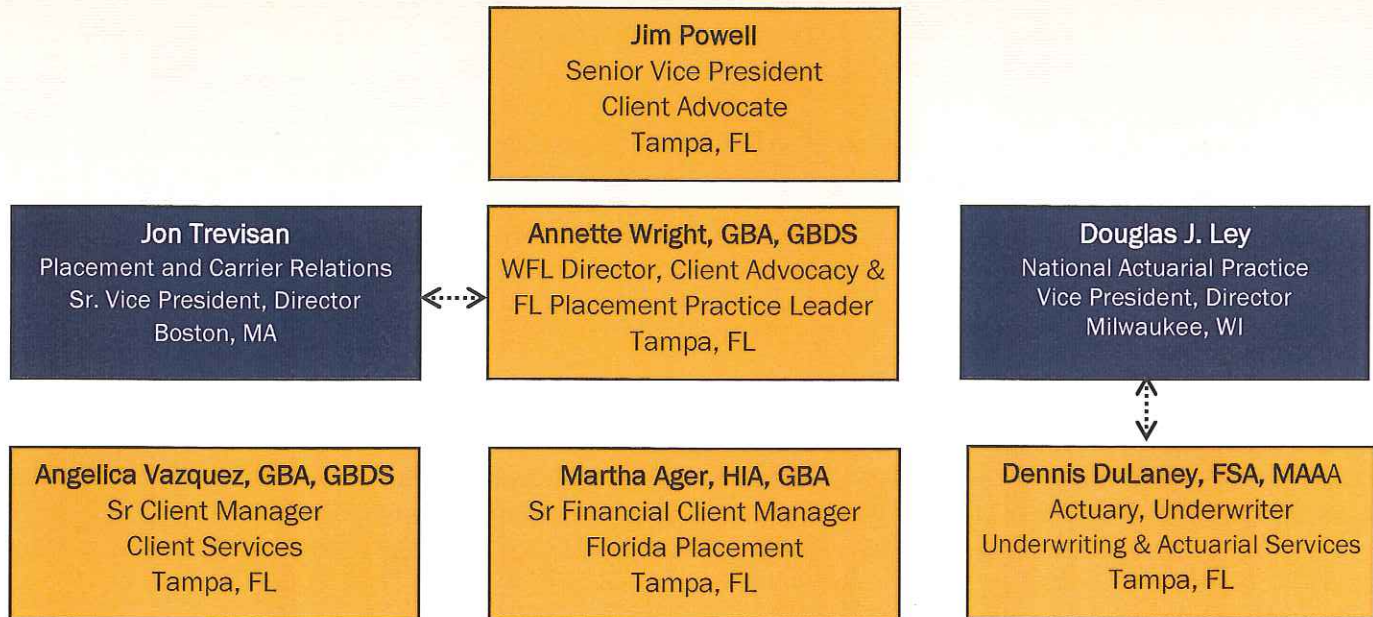 Jim Powell
Senior Vice President
Client Advocate
Tampa, FL
Jon Trevisan
Placement and Carrier Relations
Sr. Vice President, Director
Boston, MA
Annette Wright, GBA, GBDS
WFL Director, Client Advocacy &
FL Placement Practice Leader
Tampa, FL
Douglas J. Ley
National Actuarial Practice
Vice President, Director
Milwaukee, WI
Angelica Vazquez, GBA, GBDS
Sr Client Manager
Client Services
Tampa, FL
Martha Ager, HIA, GBA
Sr Financial Client Manager
Florida Placement
Tampa, FL
Dennis DuLaney, FSA, MAAA
Actuary, Underwriter
Underwriting & Actuarial Services
Tampa, FL